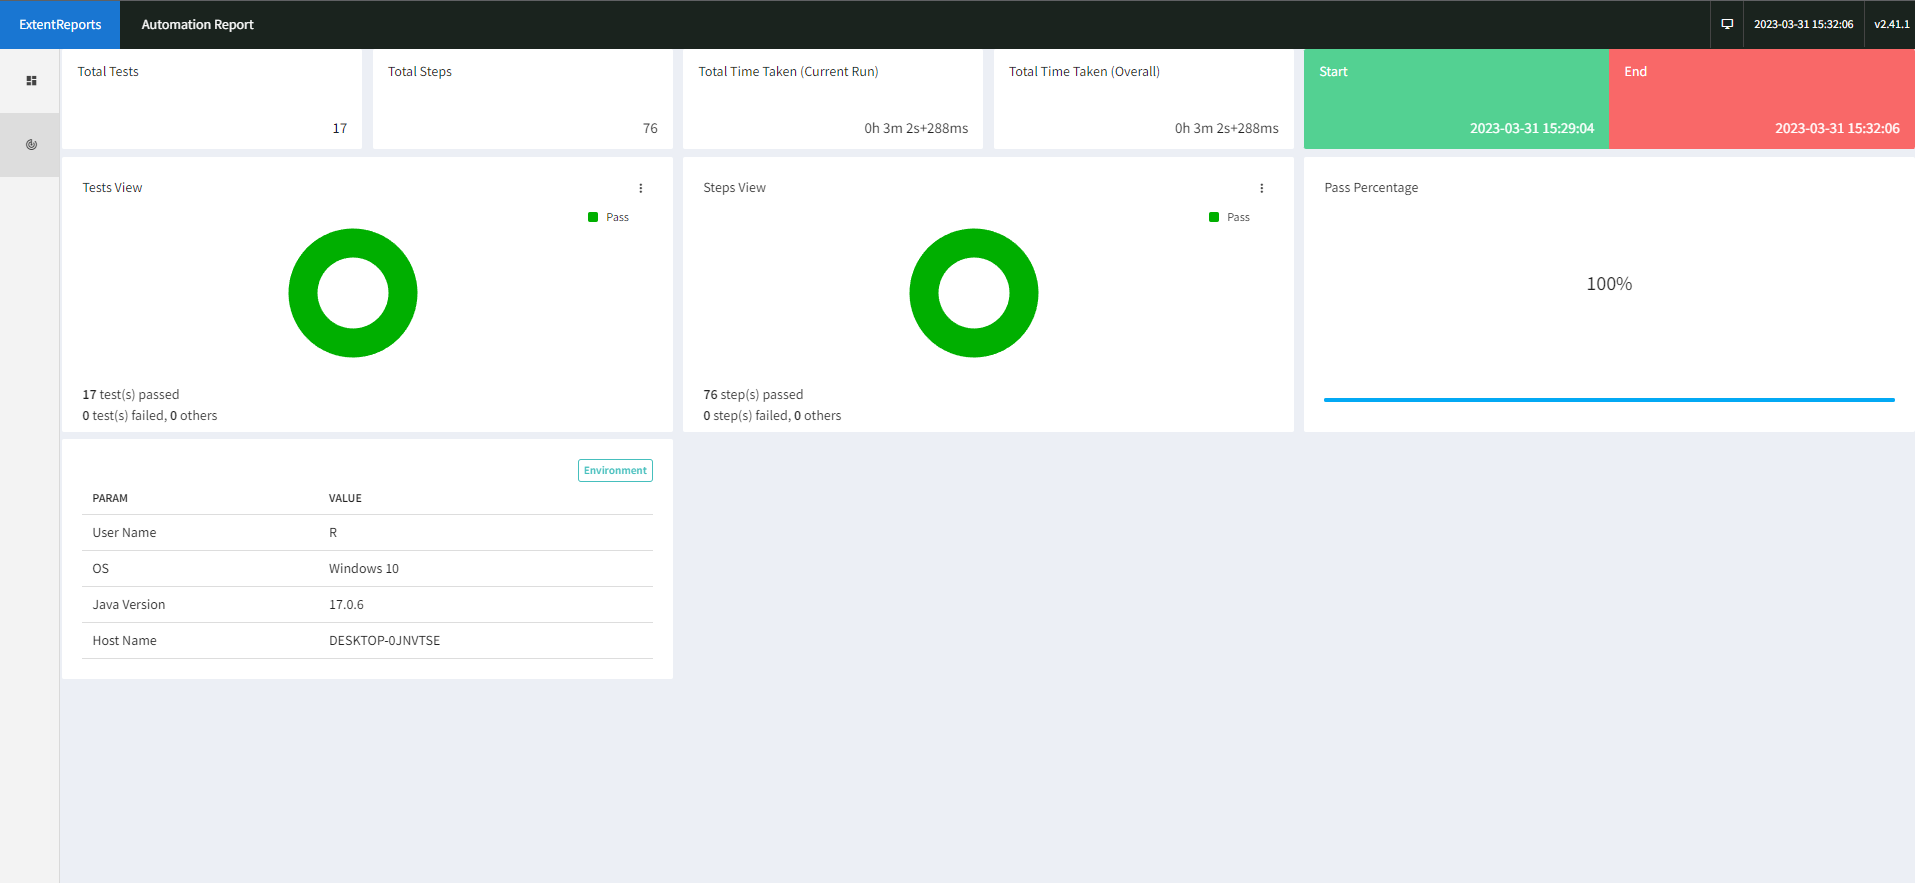 ExtentReports
Automation Report
2023-03-31 15:32:06
v2.41.1
Total Tests
17
Total Steps
76
Total Time Taken (Current Run)
0h 3m 2s+288ms
Total Time Taken (Overall)
0h 3m 2s+288ms
Start
2023-03-31 15:29:04
End
2023-03-31 15:32:06
Tests View
Pass
17 test(s) passed
0 test(s) failed, 0 others
Steps View
Pass
76 step(s) passed
0 step(s) failed, 0 others
Pass Percentage
100%
Environment
PARAM VALUE
User Name R
OS Windows 10
Java Version 17.0.6
Host Name DESKTOP-0JNVTSE